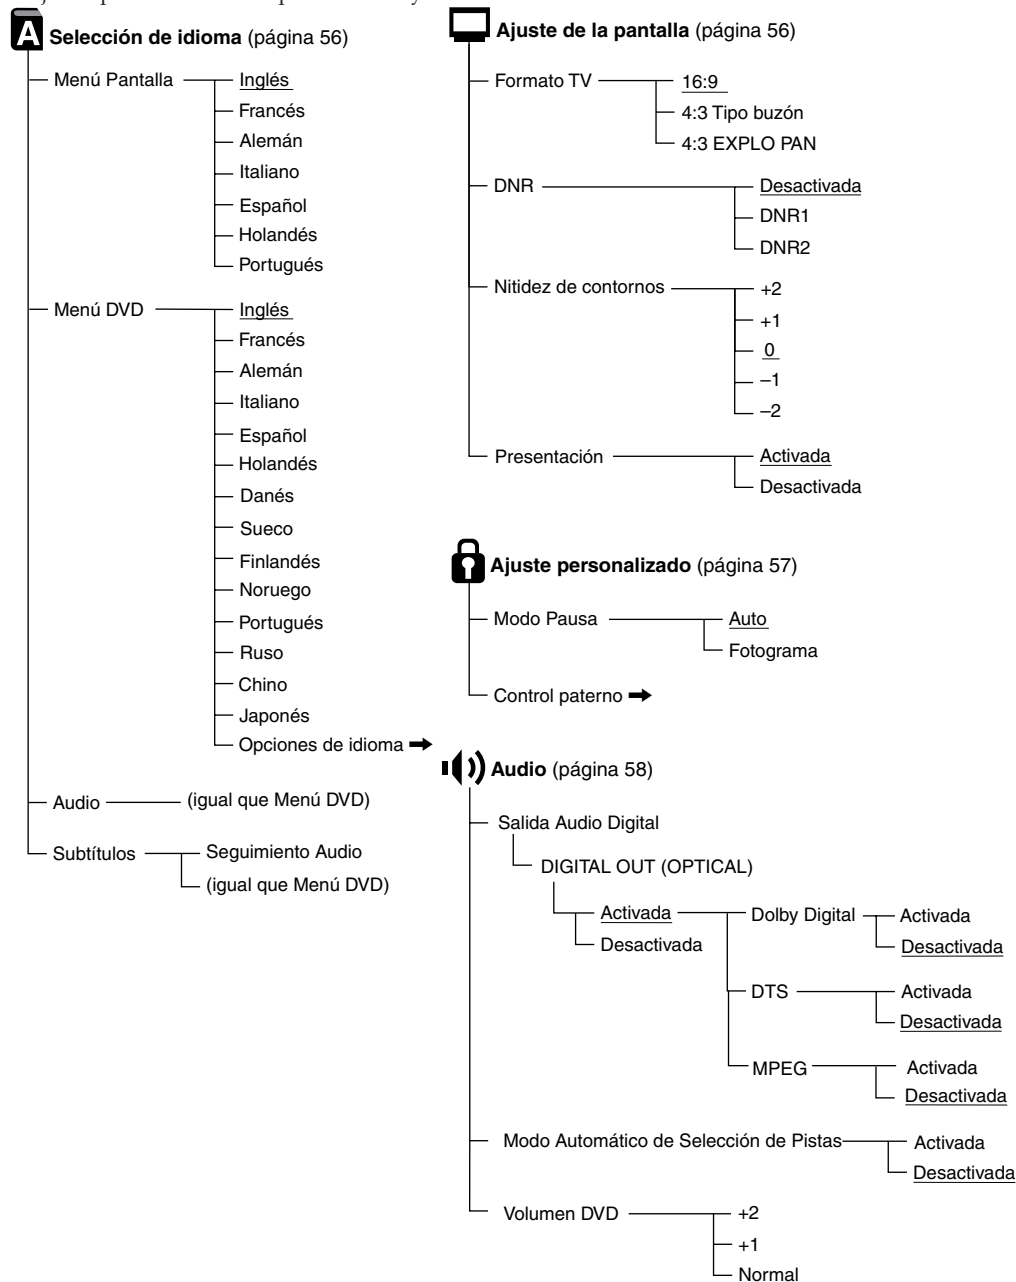 A Selección de idioma (página 56)
Menú Pantalla
Inglés
Francés
Alemán
Italiano
Español
Holandés
Portugués
Menú DVD
Inglés
Francés
Alemán
Italiano
Español
Holandés
Danés
Sueco
Finlandés
Noruego
Portugués
Ruso
Chino
Japonés
Opciones de idioma
Audio
(igual que Menú DVD)
Subtítulos
Seguimiento Audio
(igual que Menú DVD)
Ajuste de la pantalla (página 56)
Formato TV
16:9
4:3 Tipo buzón
4:3 EXPLO PAN
DNR
Desactivada
DNR1
DNR2
Nitidez de contornos
+2
+1
0
–1
–2
Presentación
Activada
Desactivada
Ajuste personalizado (página 57)
Modo Pausa
Auto
Fotograma
Control paterno
Audio (página 58)
Salida Audio Digital
DIGITAL OUT (OPTICAL)
Activada
Desactivada
Dolby Digital
Activada
Desactivada
DTS
Activada
Desactivada
MPEG
Activada
Desactivada
Modo Automático de Selección de Pistas
Activada
Desactivada
Volumen DVD
+2
+1
Normal